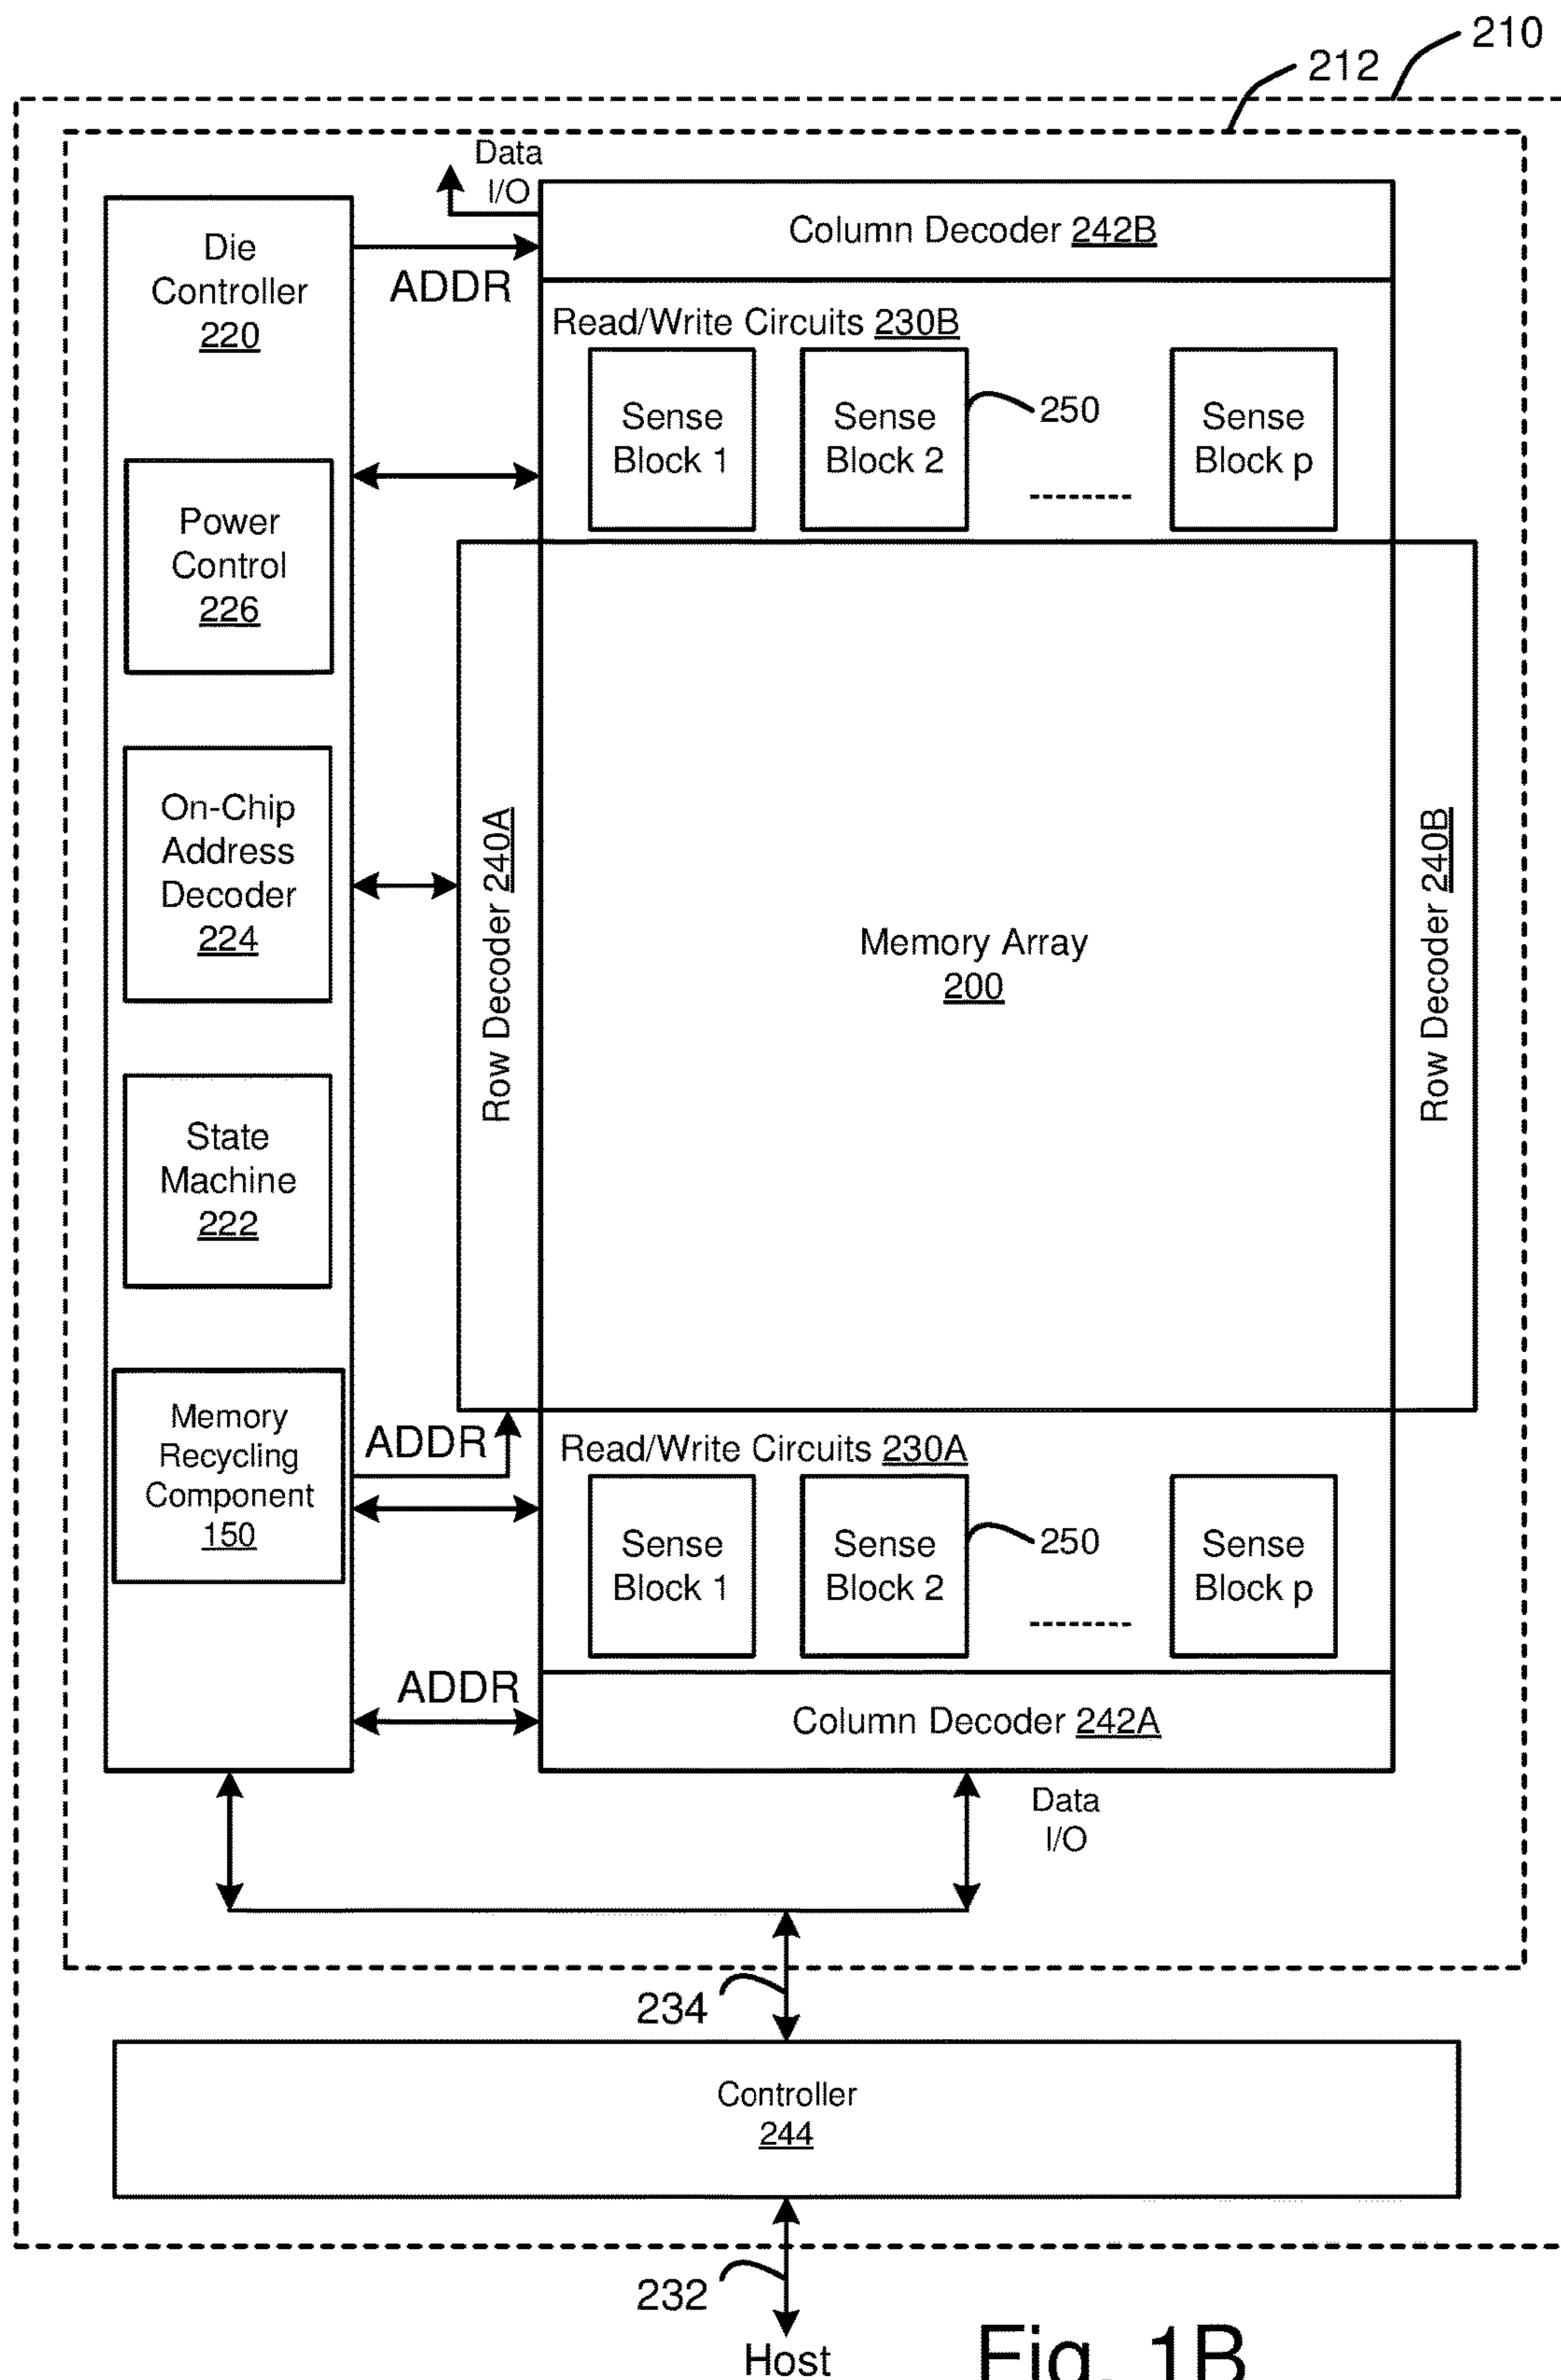 210
212
Data
I/O
Die
Controller
220
ADDR
Column Decoder 242B
Read/Write Circuits 230B
Sense
Block 1
Sense
Block 2
250
Sense
Block p
Power
Control
226
On-Chip
Address
Decoder
224
Row Decoder 240A
Memory Array
200
Row Decoder 240B
State
Machine
222
Memory
Recycling
Component
150
ADDR
Read/Write Circuits 230A
Sense
Block 1
Sense
Block 2
250
Sense
Block p
ADDR
Column Decoder 242A
Data
I/O
234
Controller
244
232
Host
Fig. 1B